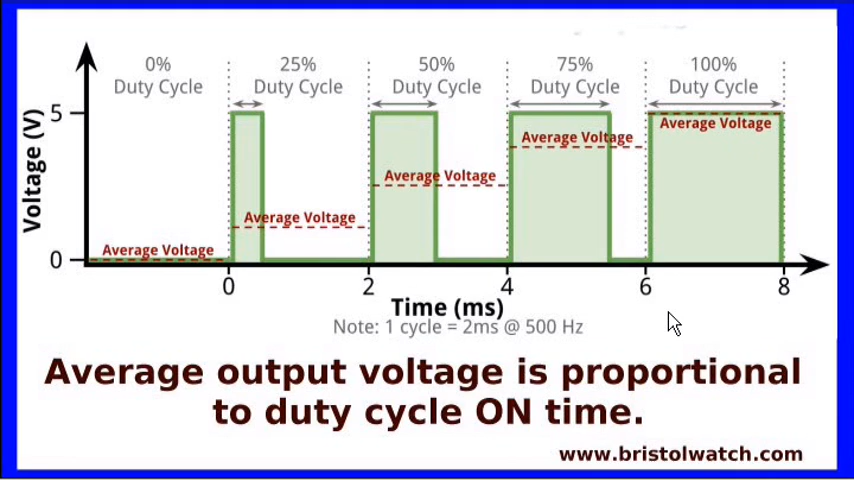 0%
Duty Cycle
25%
Duty Cycle
50%
Duty Cycle
75%
Duty Cycle
100%
Duty Cycle
Voltage (V)
5
0
Average Voltage
Average Voltage
Average Voltage
Average Voltage
Average Voltage
0
2
4
6
8
Time (ms)
Note: 1 cycle = 2ms @ 500 Hz
Average output voltage is proportional
to duty cycle ON time.
www.bristolwatch.com